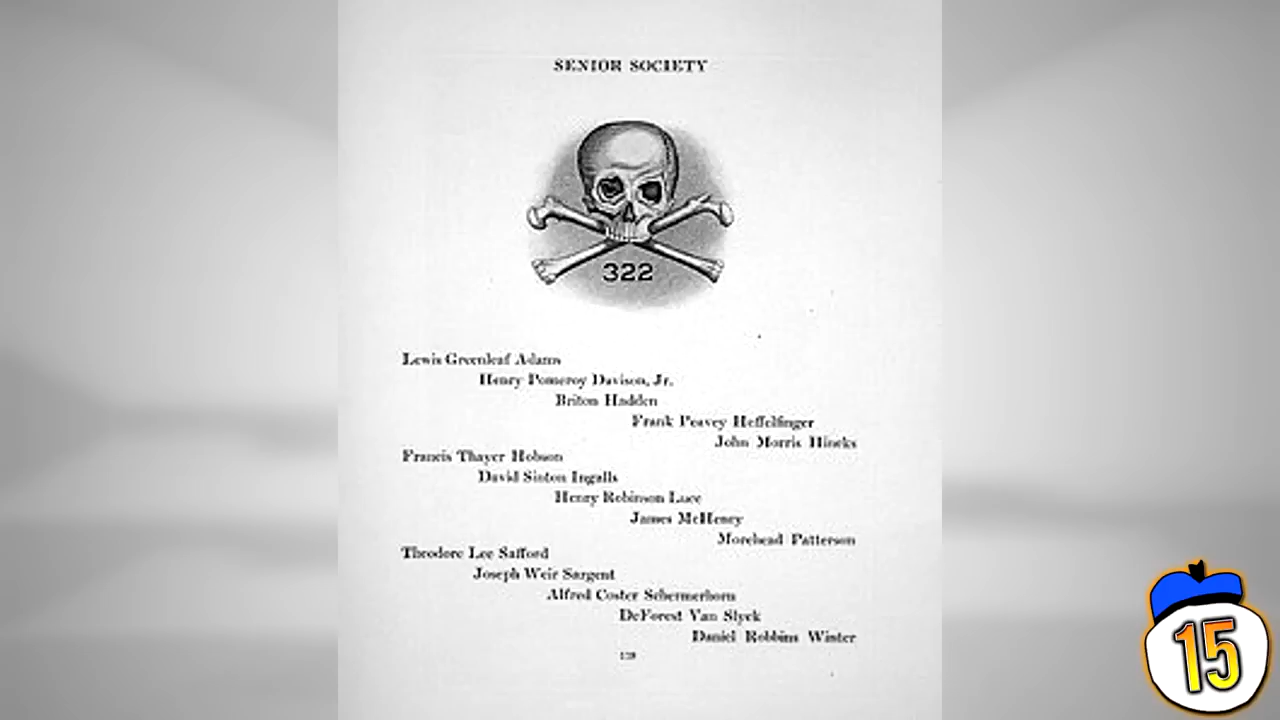 SENIOR SOCIETY
322
Lewis Greenleaf Adams
Henry Pomeroy Davison, Jr.
Briton Hadden
Frank Peavey Heffelfinger
John Morris Hincks
Francis Thayer Hobson
David Sinton Ingalls
Henry Robinson Luce
James McHenry
Morehead Patterson
Theodore Lee Safford
Joseph Weir Sargent
Alfred Coster Schermerhorn
DeForest Van Slyck
Daniel Robbins Winter
15